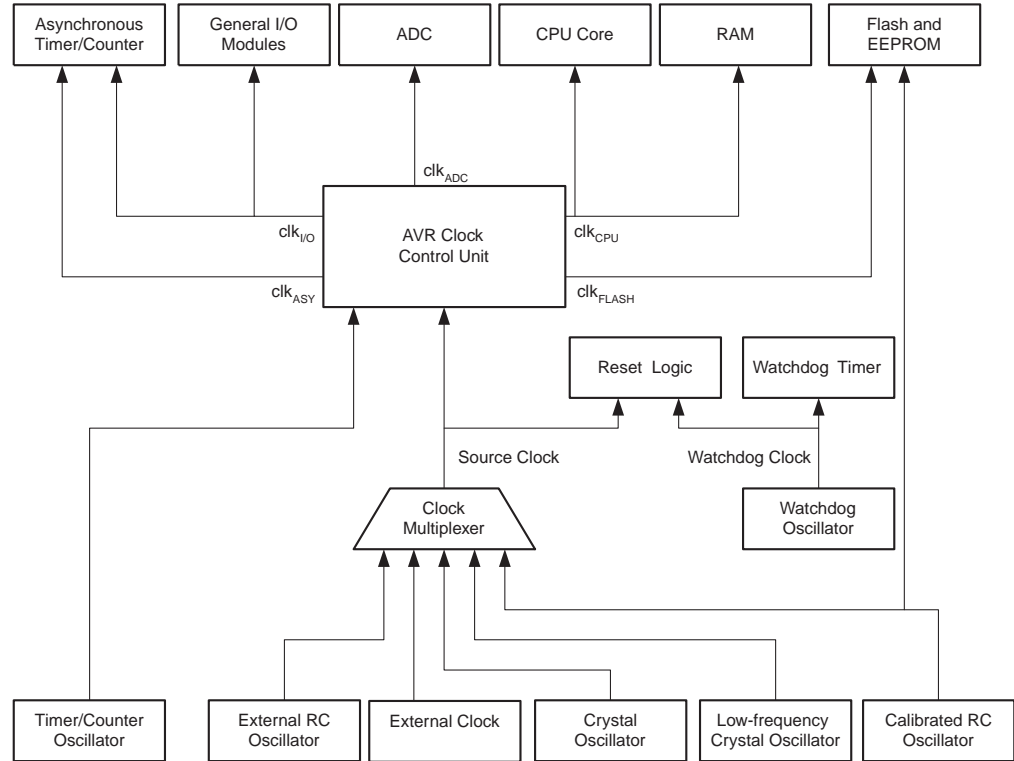 Asynchronous
Timer/Counter
General I/O
Modules
ADC
CPU Core
RAM
Flash and
EEPROM
clkADC
clkI/O
AVR Clock
Control Unit
clkCPU
clkASY
clkFLASH
Reset Logic
Watchdog Timer
Source Clock
Watchdog Clock
Clock
Multiplexer
Watchdog
Oscillator
Timer/Counter
Oscillator
External RC
Oscillator
External Clock
Crystal
Oscillator
Low-frequency
Crystal Oscillator
Calibrated RC
Oscillator